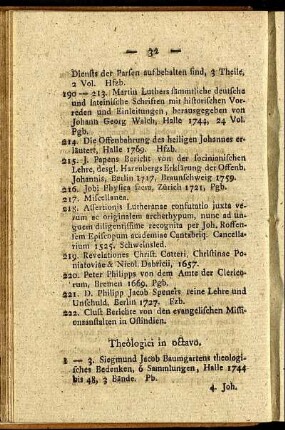 — 32 —
Dienste der Parsen aufbehalten sind, 3 Theile,
2 Vol. Hfzb.
190 — 213. Martin Luthers sämmtliche deutsche
und lateinische Schriften mit historischen Vor-
reden und Einleitungen, herausgegeben von
Johann Georg Walch, Halle 1744, 24 Vol.
Pgb.
214. Die Offenbahrung des heiligen Johannes er-
läutert, Halle 1769. Hfzb.
215. J. Papens Bericht von der socinianischen
Lehre, desgl. Harenbergs Erklärung der Offenb.
Johannis, Berlin 1717, Braunschweig 1759.
216. Jobi Physica sacra, Zürich 1721, Pgb.
217. Miscellanea.
218. Assertionis Lutheranae confutatio juxta ve-
rum ac originalem archetypum, nunc ad un-
guem diligentissime recognita per Joh. Roffen-
sem Episcopum academiae Cantabrig. Cancella-
rium 1525. Schweinsled.
219. Revelationes Christ. Cotteri, Christinae Po-
niatoviae & Nicol. Drabicii, 1657.
220. Peter Philipps von dem Amte der Clerico-
rum, Bremen 1669. Pgb.
221. D. Philipp Jacob Speners reine Lehre und
Unschuld, Berlin 1727.
222. Cluft Berichte von den evangelischen Missi-
onsanstalten in Ostindien.
Theologici in octavo.
1 — 3. Siegmund Jacob Baumgartens theologi-
sches Bedenken, 6 Sammlungen, Halle 1744
bis 48, 3 Bände. Pb.
4. Joh.